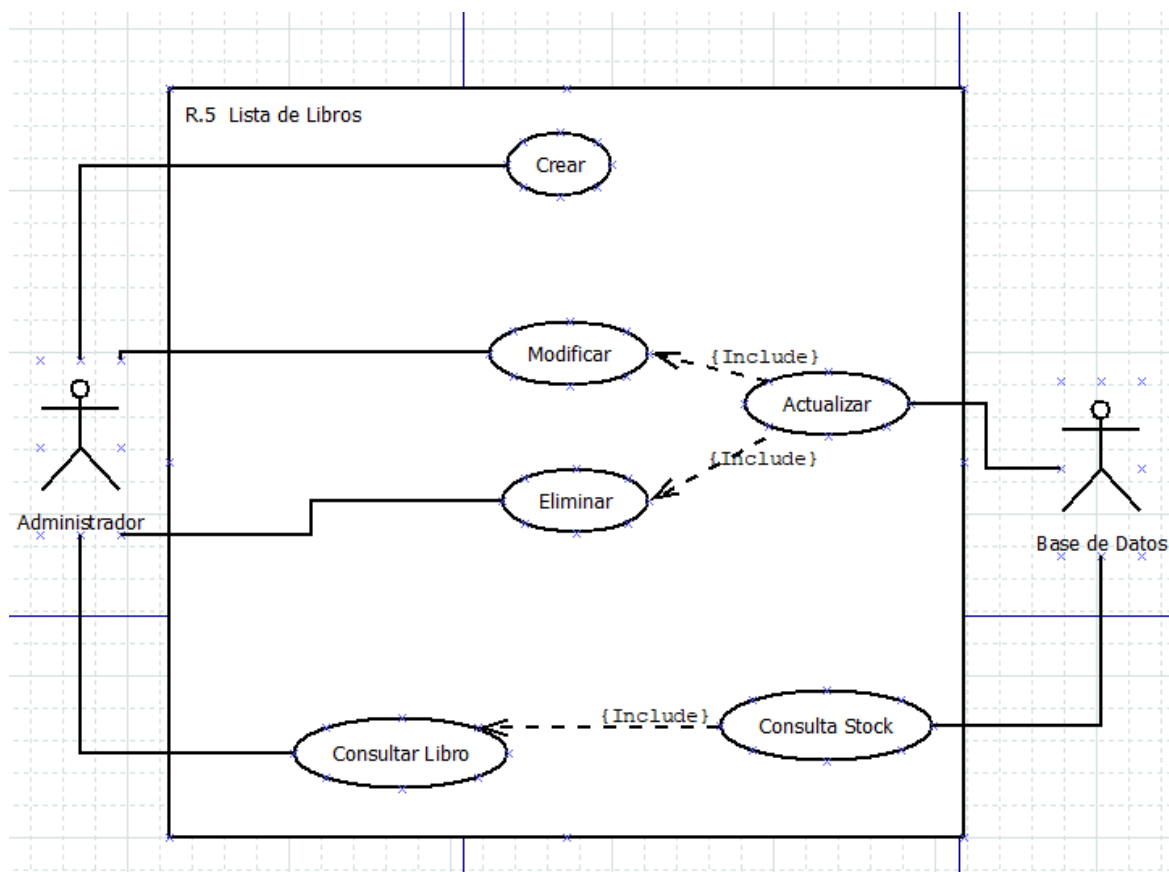 R.5 Lista de Libros
Crear
Modificar
{Include}
Actualizar
{Include}
Eliminar
Administrador
Base de Datos
{Include}
Consulta Stock
Consultar Libro